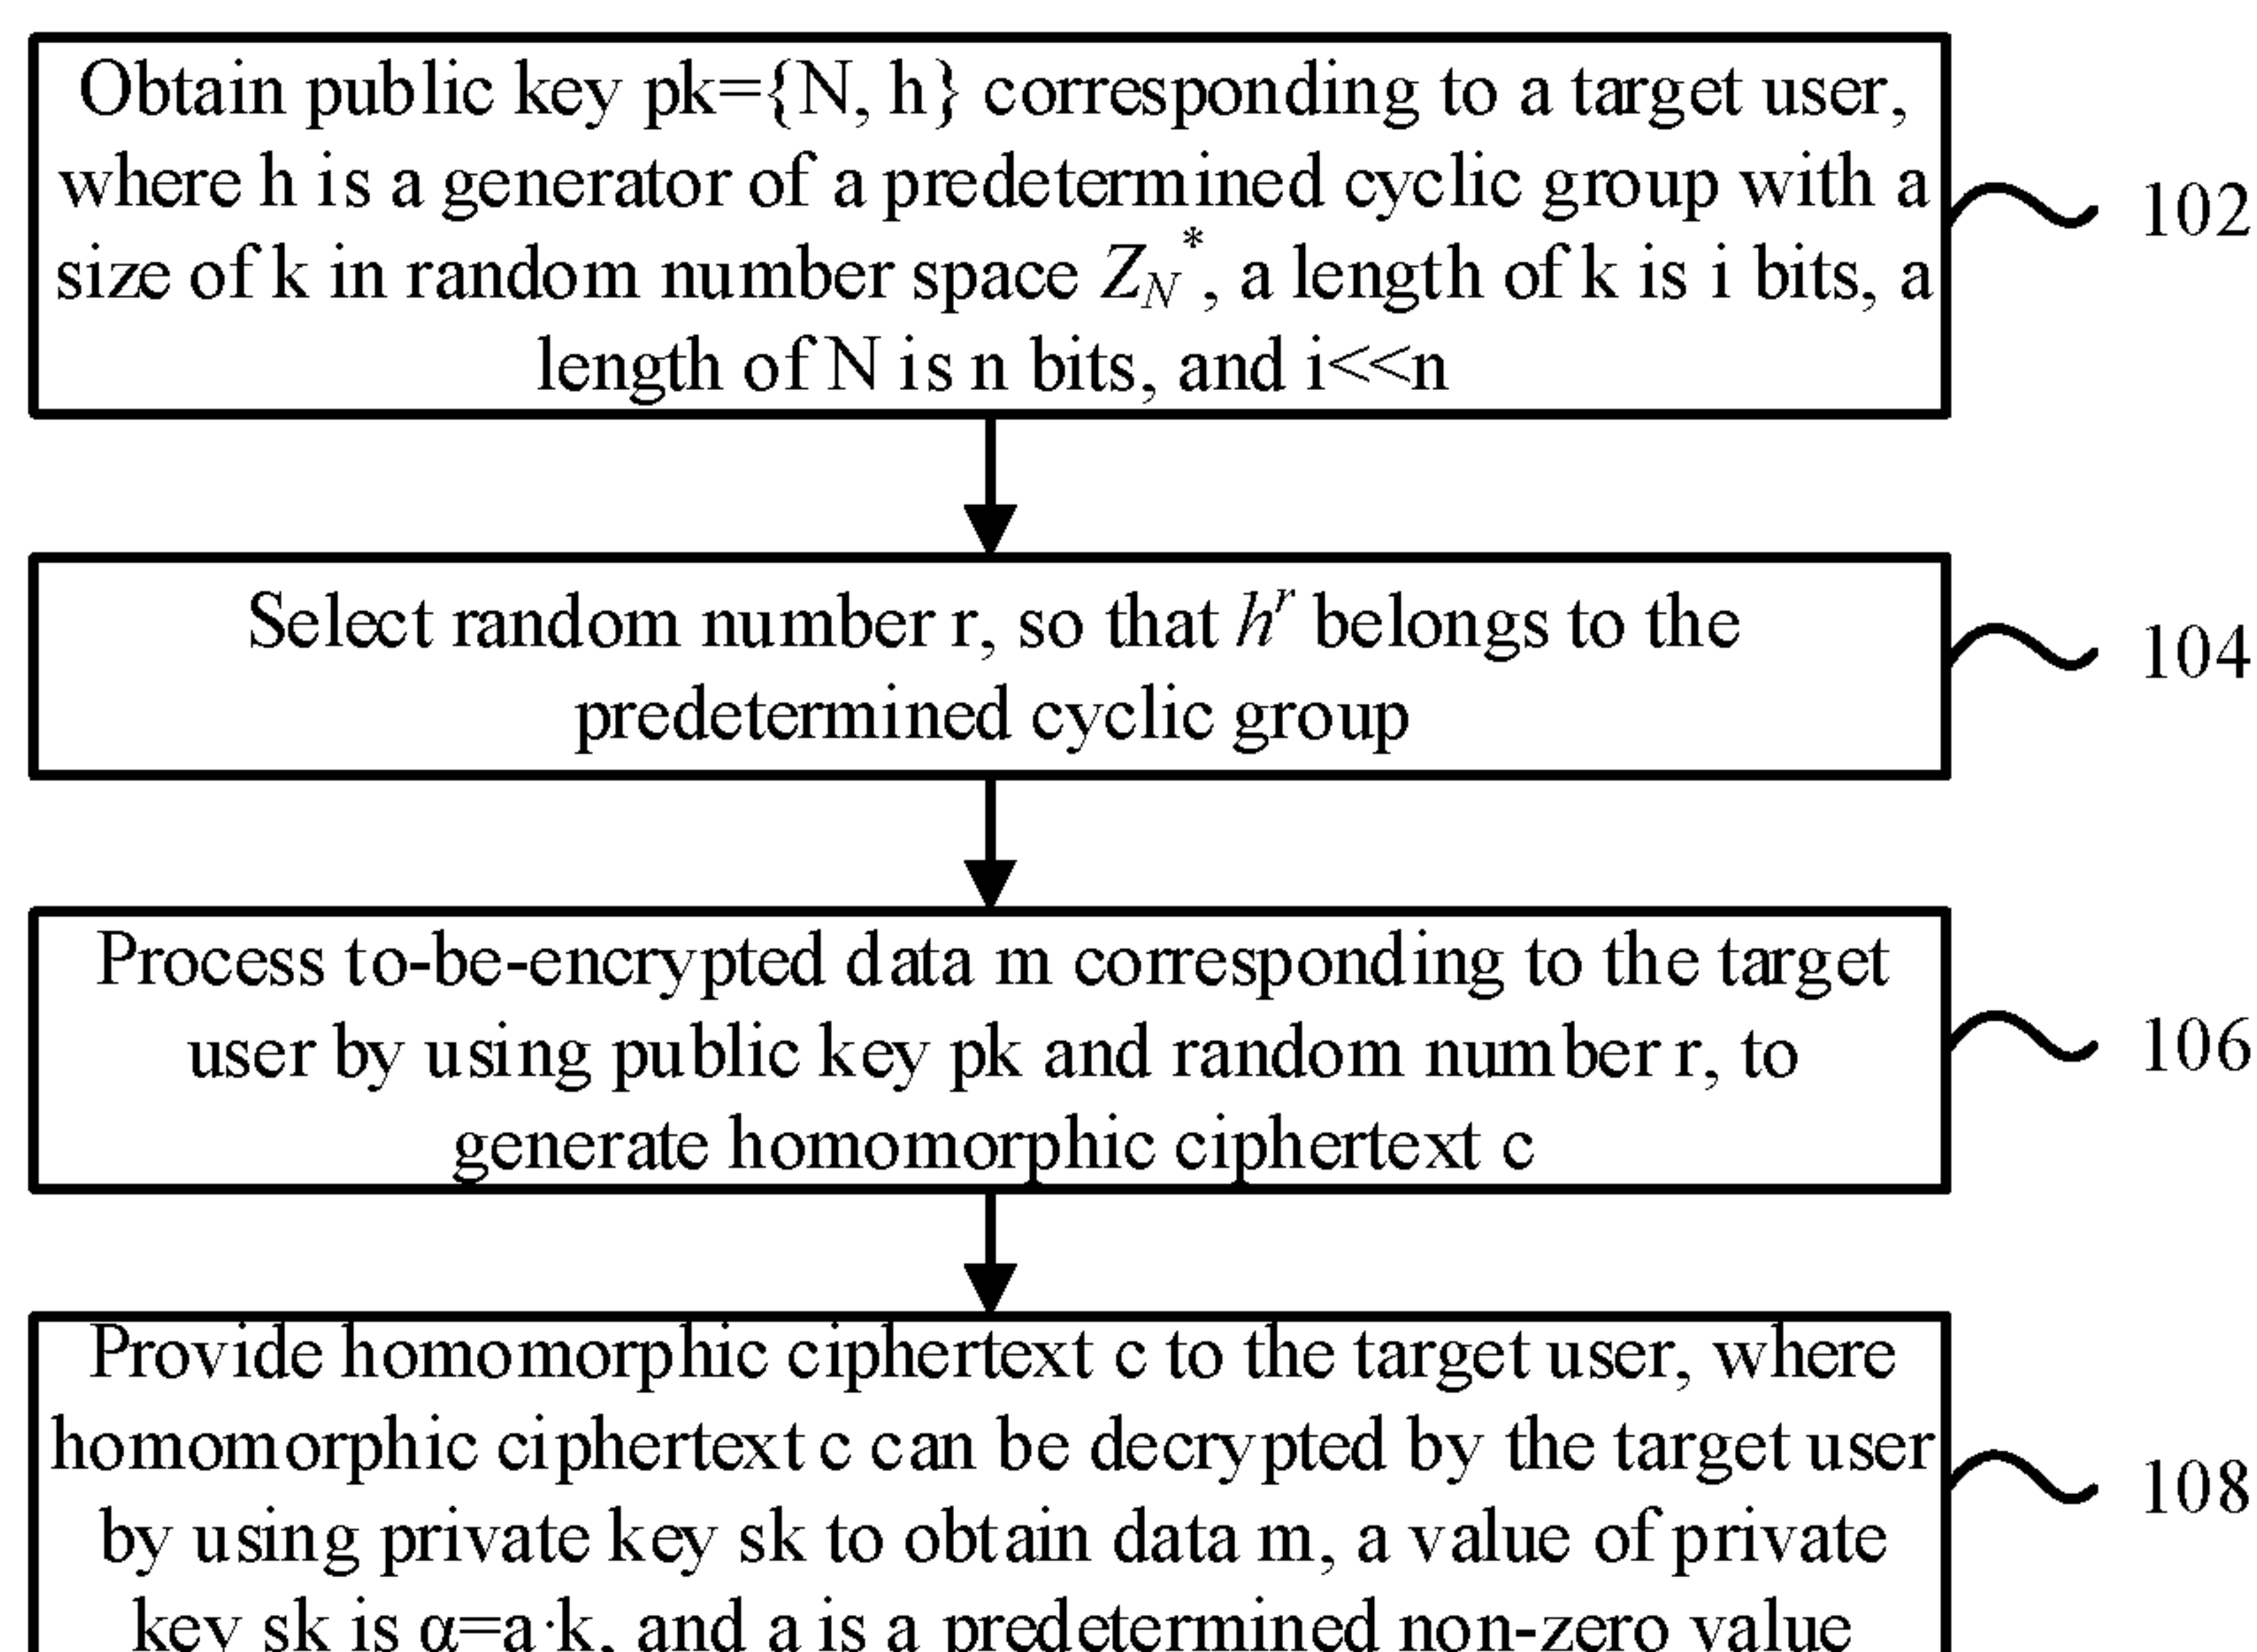 Obtain public key pk={N, h} corresponding to a target user,
where h is a generator of a predetermined cyclic group with a
size of k in random number space Z_N^*, a length of k is i bits, a
length of N is n bits, and i<<n
102
Select random number r, so that h^r belongs to the
predetermined cyclic group
104
Process to-be-encrypted data m corresponding to the target
user by using public key pk and random number r, to
generate homomorphic ciphertext c
106
Provide homomorphic ciphertext c to the target user, where
homomorphic ciphertext c can be decrypted by the target user
by using private key sk to obtain data m, a value of private
key sk is α=a·k, and a is a predetermined non-zero value
108